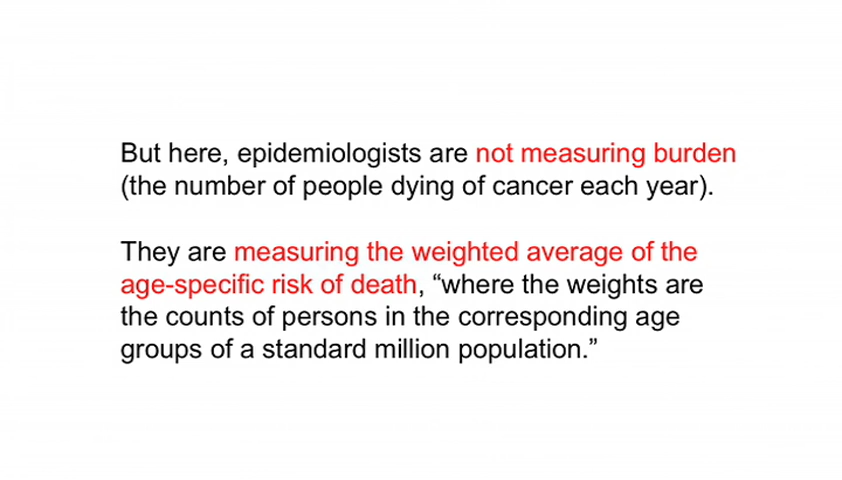 But here, epidemiologists are not measuring burden
(the number of people dying of cancer each year).
They are measuring the weighted average of the
age-specific risk of death, “where the weights are
the counts of persons in the corresponding age
groups of a standard million population.”